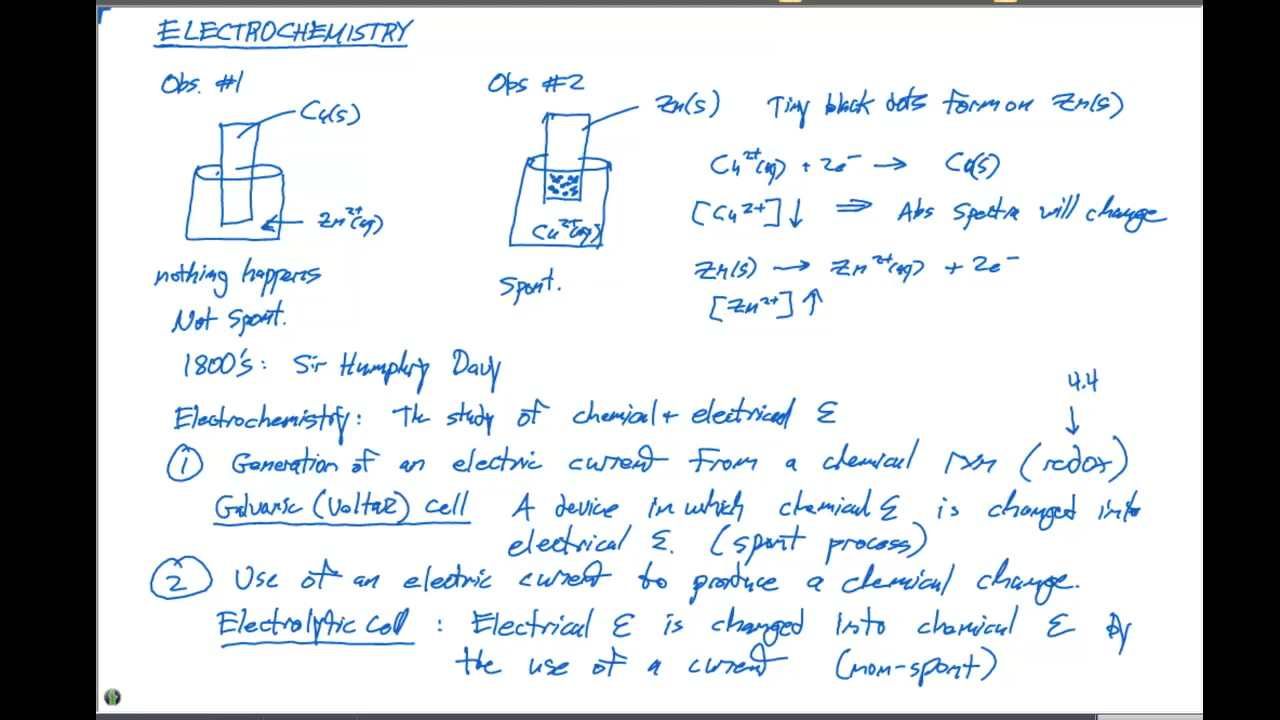 ELECTROCHEMISTRY
Obs. #1
Cu(s)
Zn²⁺(aq)
nothing happens
Not spont.
Obs #2
Zn(s)
Cu²⁺(aq)
Spont.
Tiny black dots form on Zn(s)
Cu²⁺(aq) + 2e⁻ → Cu(s)
[Cu²⁺]↓ ⇒ Abs spectra will change
Zn(s) → Zn²⁺(aq) + 2e⁻
[Zn²⁺]↑
1800's: Sir Humphry Davy
4.4
↓
Electrochemistry: The study of chemical + electrical E
① Generation of an electric current from a chemical rxn (redox)
Galvanic (Voltaic) cell A device in which chemical E is changed into
electrical E. (spont process)
② Use of an electric current to produce a chemical change.
Electrolytic cell : Electrical E is changed into chemical E by
the use of a current (non-spont)